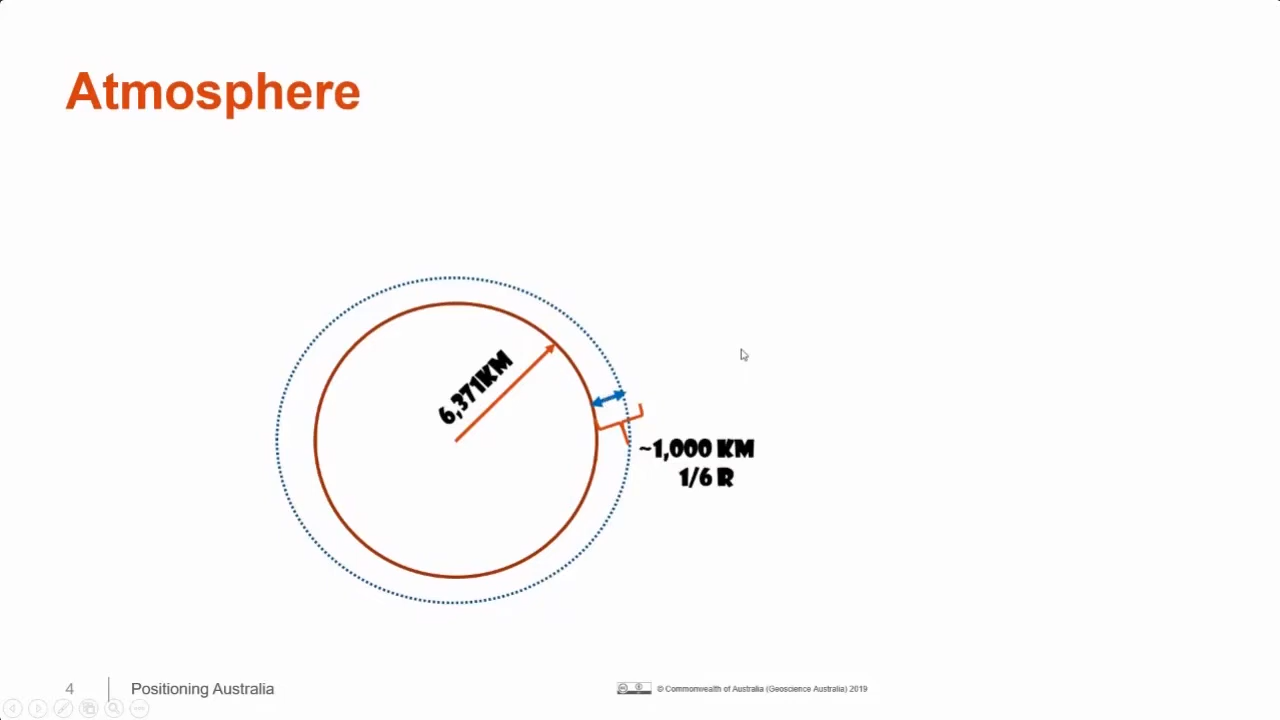 Atmosphere
6,371KM
~1,000 KM
1/6 R
4
Positioning Australia
© Commonwealth of Australia (Geoscience Australia) 2019